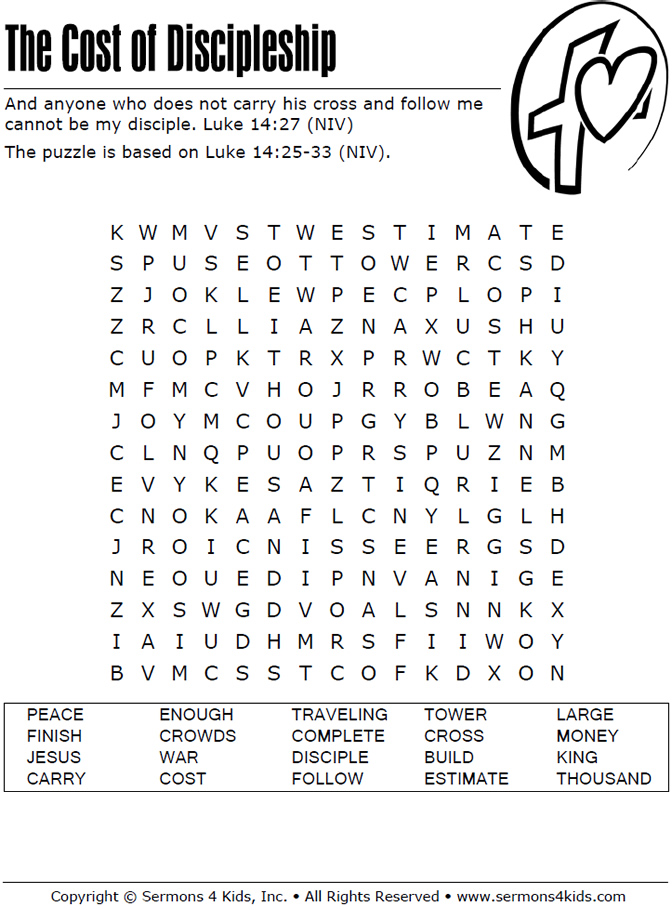 The Cost of Discipleship
And anyone who does not carry his cross and follow me
cannot be my disciple. Luke 14:27 (NIV)
The puzzle is based on Luke 14:25-33 (NIV).
K W M V S T W E S T I M A T E
S P U S E O T T O W E R C S D
Z J O K L E W P E C P L O P I
Z R C L L I A Z N A X U S H U
C U O P K T R X P R W C T K Y
M F M C V H O J R R O B E A Q
J O Y M C O U P G Y B L W N G
C L N Q P U O P R S P U Z N M
E V Y K E S A Z T I Q R I E B
C N O K A A F L C N Y L G L H
J R O I C N I S S E E R G S D
N E O U E D I P N V A N I G E
Z X S W G D V O A L S N N K X
I A I U D H M R S F I I W O Y
B V M C S S T C O F K D X O N
PEACE ENOUGH TRAVELING TOWER LARGE
FINISH CROWDS COMPLETE CROSS MONEY
JESUS WAR DISCIPLE BUILD KING
CARRY COST FOLLOW ESTIMATE THOUSAND
Copyright © Sermons 4 Kids, Inc. • All Rights Reserved • www.sermons4kids.com